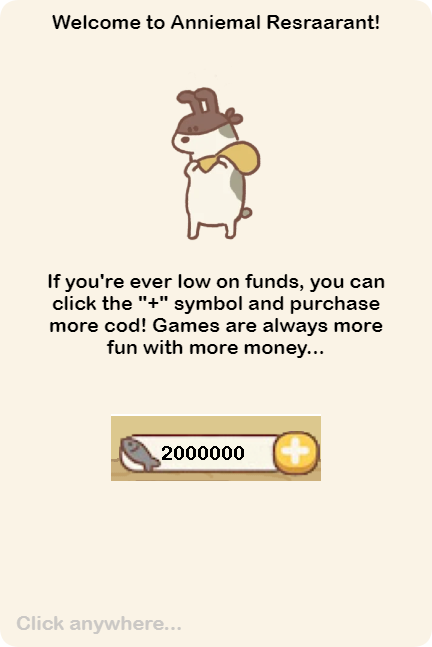 Welcome to Anniemal Resraarant!
If you're ever low on funds, you can
click the "+" symbol and purchase
more cod! Games are always more
fun with more money...
2000000
Click anywhere...